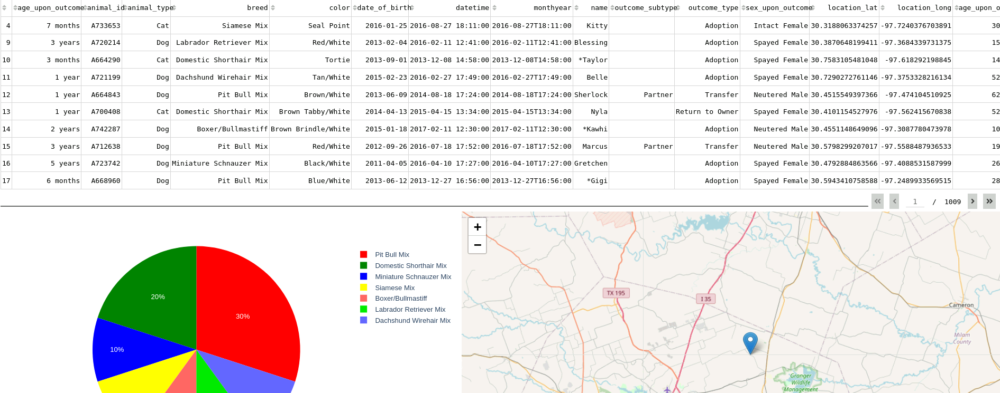 age_upon_outcome animal_id animal_type breed color date_of_birth datetime monthyear name outcome_subtype outcome_type sex_upon_outcome location_lat location_long age_upon_o
4 7 months A733653 Cat Siamese Mix Seal Point 2016-01-25 2016-08-27 18:11:00 2016-08-27T18:11:00 Kitty Adoption Intact Female 30.3188063374257 -97.7240376703891 30
9 3 years A720214 Dog Labrador Retriever Mix Red/White 2013-02-04 2016-02-11 12:41:00 2016-02-11T12:41:00 Blessing Adoption Spayed Female 30.3870648199411 -97.3684339731375 15
10 3 months A664290 Cat Domestic Shorthair Mix Tortie 2013-09-01 2013-12-08 14:58:00 2013-12-08T14:58:00 *Taylor Adoption Spayed Female 30.7583105481048 -97.618292198845 14
11 1 year A721199 Dog Dachshund Wirehair Mix Tan/White 2015-02-23 2016-02-27 17:49:00 2016-02-27T17:49:00 Belle Adoption Spayed Female 30.7290272761146 -97.3753328216134 52
12 1 year A664843 Dog Pit Bull Mix Brown/White 2013-06-09 2014-08-18 17:24:00 2014-08-18T17:24:00 Sherlock Partner Transfer Neutered Male 30.4515549397366 -97.474104510925 62
13 1 year A700408 Cat Domestic Shorthair Mix Brown Tabby/White 2014-04-13 2015-04-15 13:34:00 2015-04-15T13:34:00 Nyla Return to Owner Spayed Female 30.4101154527976 -97.562415670838 52
14 2 years A742287 Dog Boxer/Bullmastiff Brown Brindle/White 2015-01-18 2017-02-11 12:30:00 2017-02-11T12:30:00 *Kawhi Adoption Neutered Male 30.4551148649096 -97.3087780473978 10
15 3 years A712638 Dog Pit Bull Mix Red/White 2012-09-26 2016-07-18 17:52:00 2016-07-18T17:52:00 Marcus Partner Transfer Neutered Male 30.5798299207017 -97.5588487936533 19
16 5 years A723742 Dog Miniature Schnauzer Mix Black/White 2011-04-05 2016-04-10 17:27:00 2016-04-10T17:27:00 Gretchen Adoption Spayed Female 30.4792884863566 -97.4088531587999 26
17 6 months A668960 Dog Pit Bull Mix Blue/White 2013-06-12 2013-12-27 16:56:00 2013-12-27T16:56:00 *Gigi Adoption Spayed Female 30.5943410758588 -97.2489933569515 28
1 / 1009
30%
20%
10%
Pit Bull Mix
Domestic Shorthair Mix
Miniature Schnauzer Mix
Siamese Mix
Boxer/Bullmastiff
Labrador Retriever Mix
Dachshund Wirehair Mix
+
−
TX 195
I 35
Cameron
Milam
County
Granger
Wildlife
Management